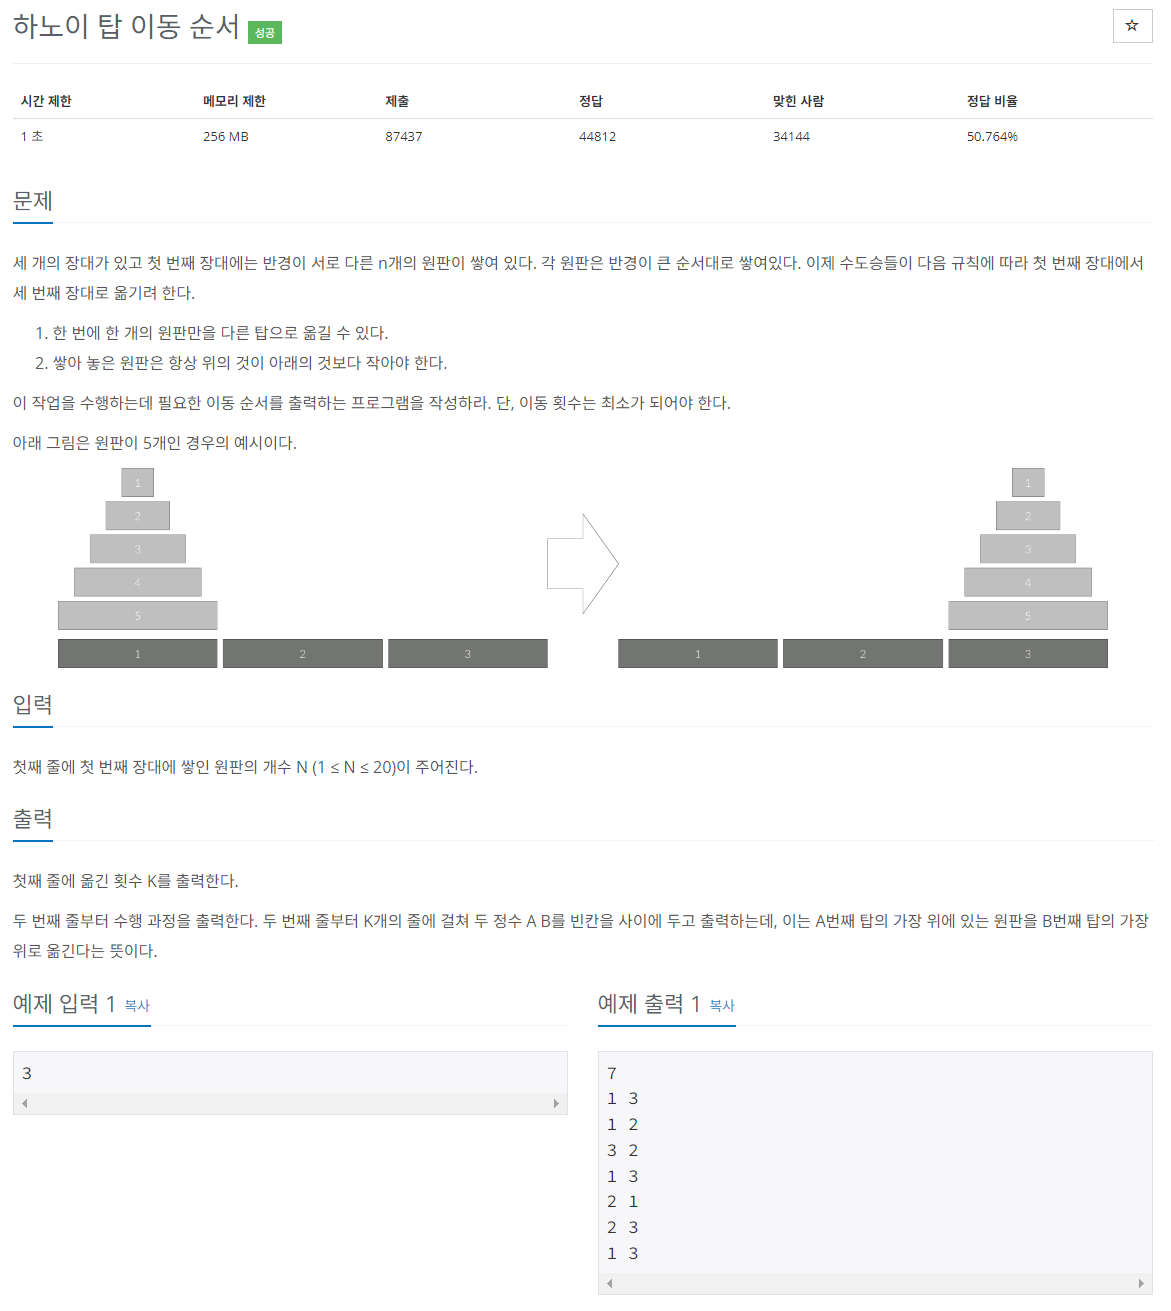 하노이 탑 이동 순서 성공
☆
시간 제한 메모리 제한 제출 정답 맞힌 사람 정답 비율
1 초 256 MB 87437 44812 34144 50.764%
문제
세 개의 장대가 있고 첫 번째 장대에는 반경이 서로 다른 n개의 원판이 쌓여 있다. 각 원판은 반경이 큰 순서대로 쌓여있다. 이제 수도승들이 다음 규칙에 따라 첫 번째 장대에서
세 번째 장대로 옮기려 한다.
1. 한 번에 한 개의 원판만을 다른 탑으로 옮길 수 있다.
2. 쌓아 놓은 원판은 항상 위의 것이 아래의 것보다 작아야 한다.
이 작업을 수행하는데 필요한 이동 순서를 출력하는 프로그램을 작성하라. 단, 이동 횟수는 최소가 되어야 한다.
아래 그림은 원판이 5개인 경우의 예시이다.
1 1
2 2
3 3
4 4
5 5
1 2 3 1 2 3
입력
첫째 줄에 첫 번째 장대에 쌓인 원판의 개수 N (1 ≤ N ≤ 20)이 주어진다.
출력
첫째 줄에 옮긴 횟수 K를 출력한다.
두 번째 줄부터 수행 과정을 출력한다. 두 번째 줄부터 K개의 줄에 걸쳐 두 정수 A B를 빈칸을 사이에 두고 출력하는데, 이는 A번째 탑의 가장 위에 있는 원판을 B번째 탑의 가장
위로 옮긴다는 뜻이다.
예제 입력 1 복사
3
예제 출력 1 복사
7
1 3
1 2
3 2
1 3
2 1
2 3
1 3